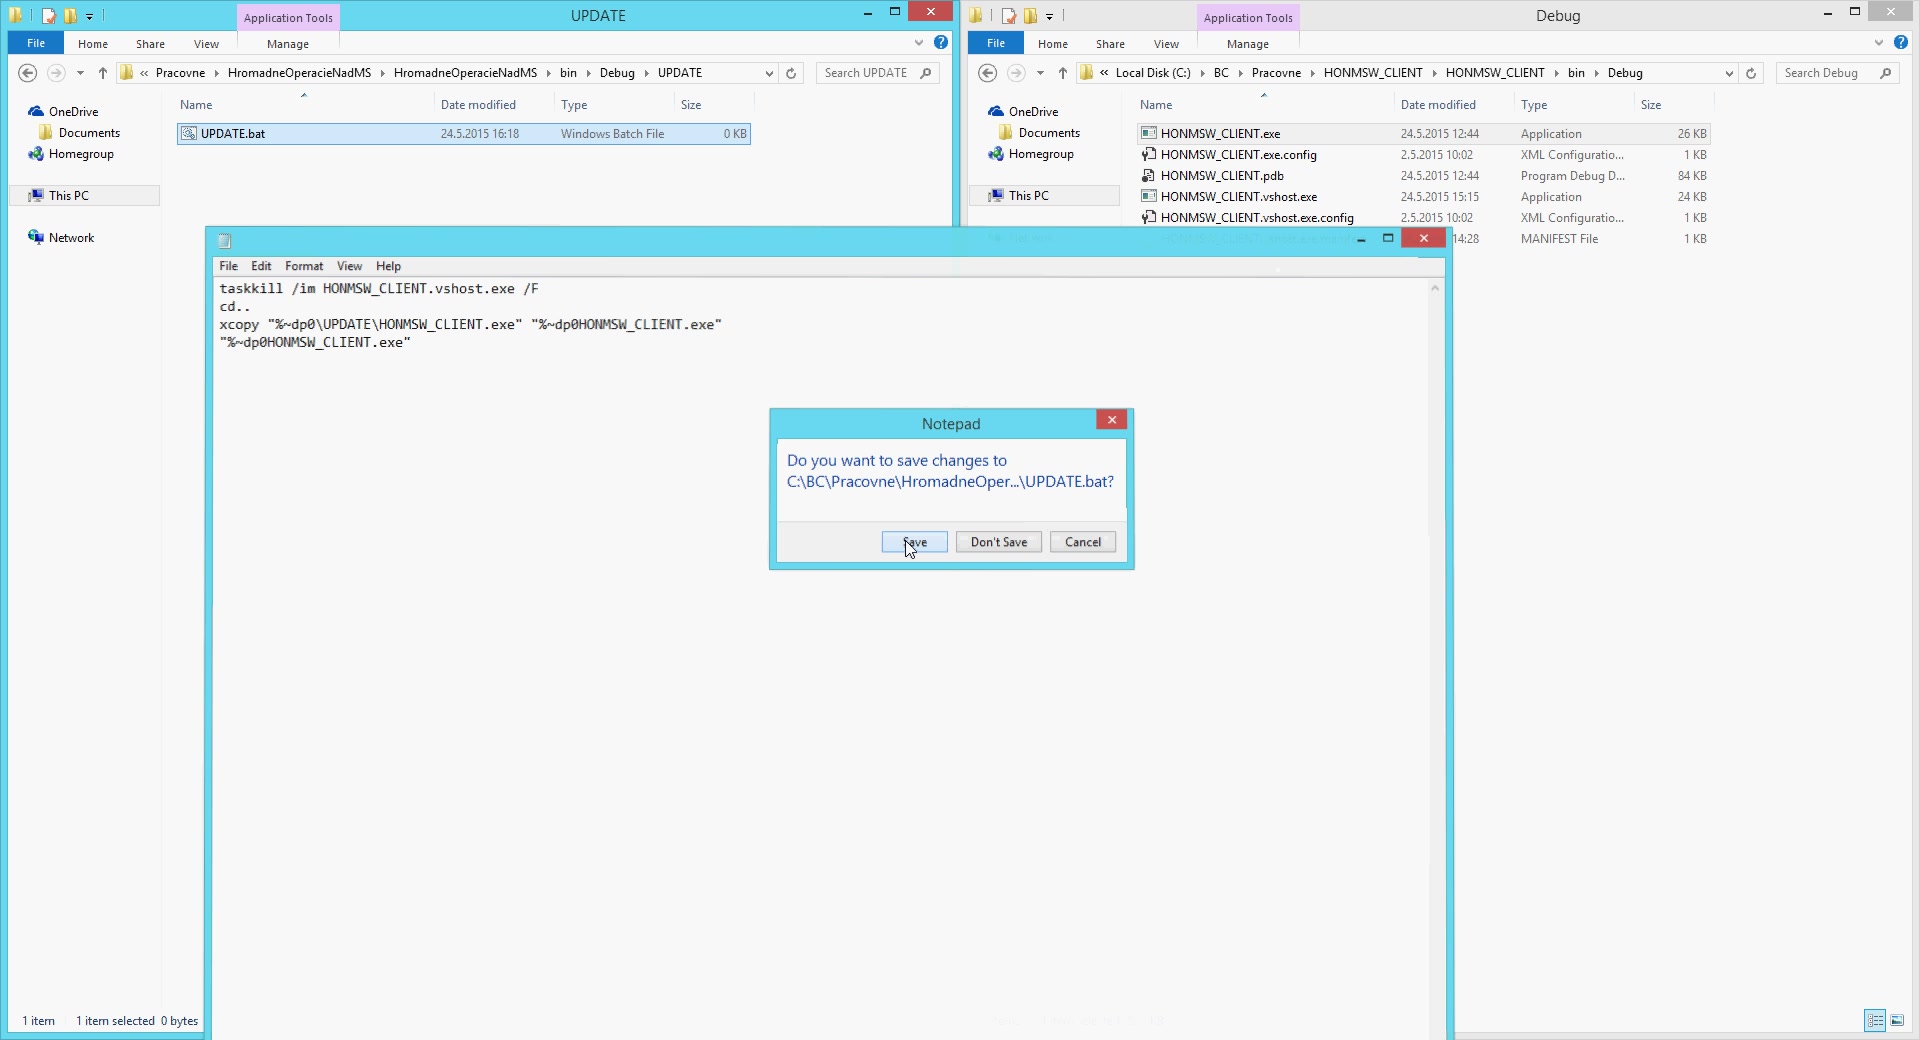 Application Tools
UPDATE
File
Home
Share
View
Manage
« Pracovne HromadneOperacieNadMS HromadneOperacieNadMS bin Debug UPDATE
Search UPDATE
OneDrive
Documents
Homegroup
This PC
Network
Name Date modified Type Size
UPDATE.bat 24.5.2015 16:18 Windows Batch File 0 KB
1 item 1 item selected 0 bytes
Application Tools
Debug
File
Home
Share
View
Manage
« Local Disk (C:) BC Pracovne HONMSW_CLIENT HONMSW_CLIENT bin Debug
Search Debug
OneDrive
Documents
Homegroup
This PC
Name Date modified Type Size
HONMSW_CLIENT.exe 24.5.2015 12:44 Application 26 KB
HONMSW_CLIENT.exe.config 2.5.2015 10:02 XML Configuratio... 1 KB
HONMSW_CLIENT.pdb 24.5.2015 12:44 Program Debug D... 84 KB
HONMSW_CLIENT.vshost.exe 24.5.2015 15:15 Application 24 KB
HONMSW_CLIENT.vshost.exe.config 2.5.2015 10:02 XML Configuratio... 1 KB
14:28 MANIFEST File 1 KB
File Edit Format View Help
taskkill /im HONMSW_CLIENT.vshost.exe /F
cd..
xcopy "%~dp0\UPDATE\HONMSW_CLIENT.exe" "%~dp0HONMSW_CLIENT.exe"
"%~dp0HONMSW_CLIENT.exe"
Notepad
Do you want to save changes to
C:\BC\Pracovne\HromadneOper...\UPDATE.bat?
Save
Don't Save
Cancel